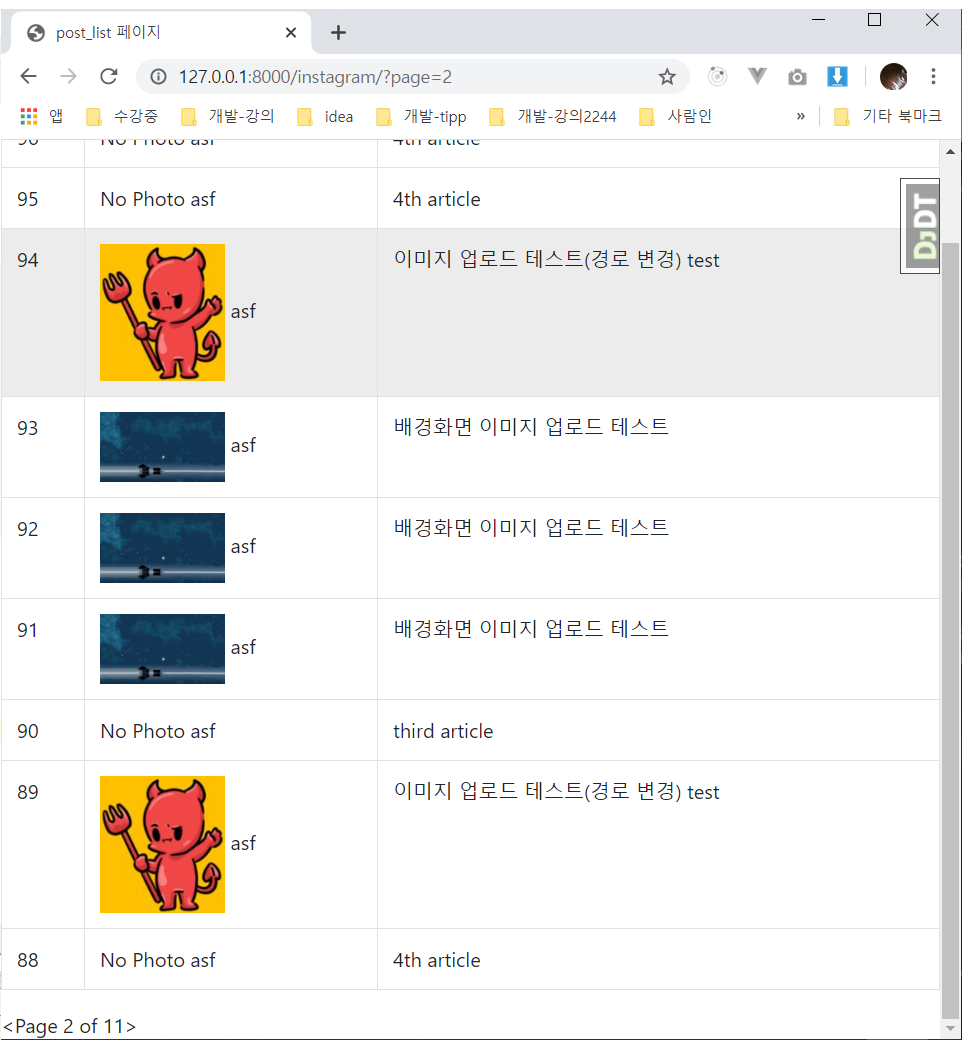 post_list 페이지
127.0.0.1:8000/instagram/?page=2
앱 수강중 개발-강의 idea 개발-tipp 개발-강의2244 사람인 » 기타 북마크
96 No Photo asf 4th article
95 No Photo asf 4th article
DJDT
94 asf 이미지 업로드 테스트(경로 변경) test
93 asf 배경화면 이미지 업로드 테스트
92 asf 배경화면 이미지 업로드 테스트
91 asf 배경화면 이미지 업로드 테스트
90 No Photo asf third article
89 asf 이미지 업로드 테스트(경로 변경) test
88 No Photo asf 4th article
<Page 2 of 11>